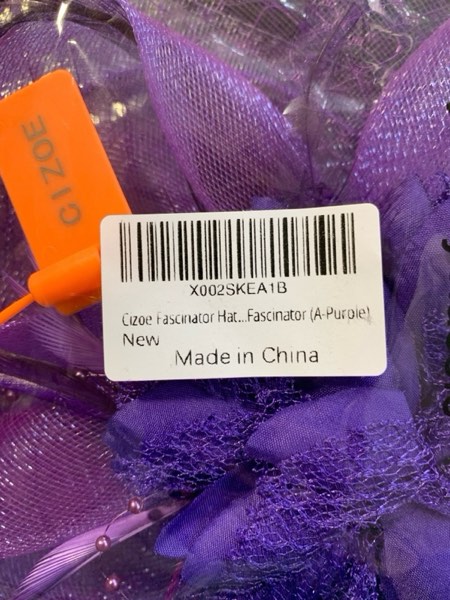 CIZOE
X002SKEA1B
Cizoe Fascinator Hat...Fascinator (A-Purple)
New
Made in China